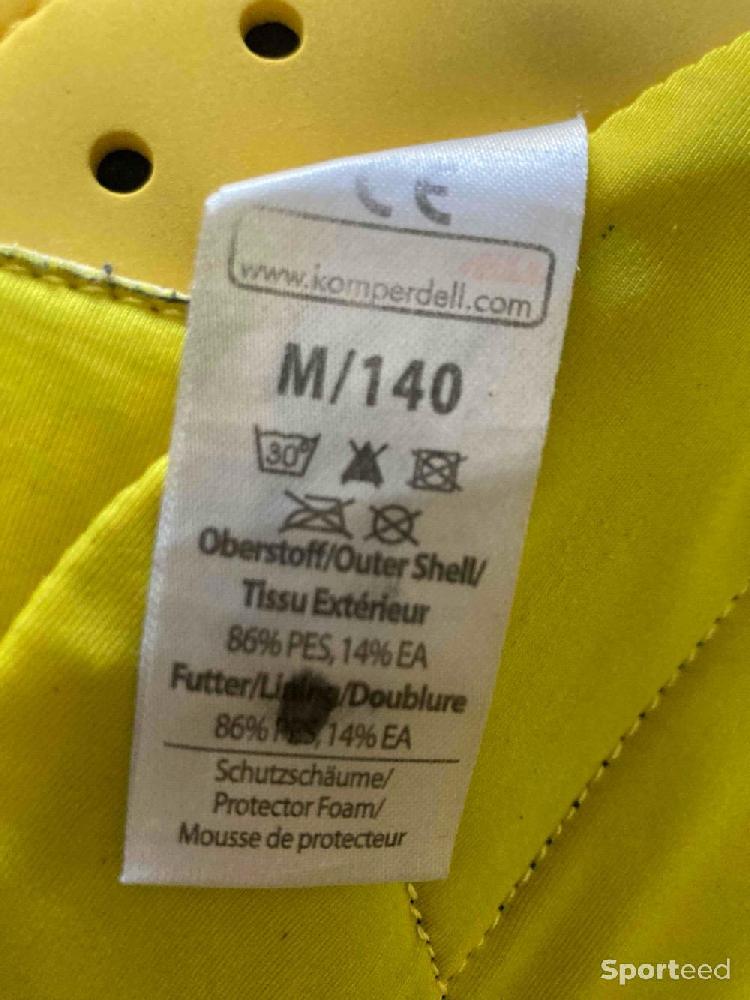 CE
www.komperdell.com
M/140
30°
Oberstoff/Outer Shell/
Tissu Extérieur
86% PES, 14% EA
Futter/Lining/Doublure
86% PES, 14% EA
Schutzschäume/
Protector Foam/
Mousse de protecteur
Sporteed